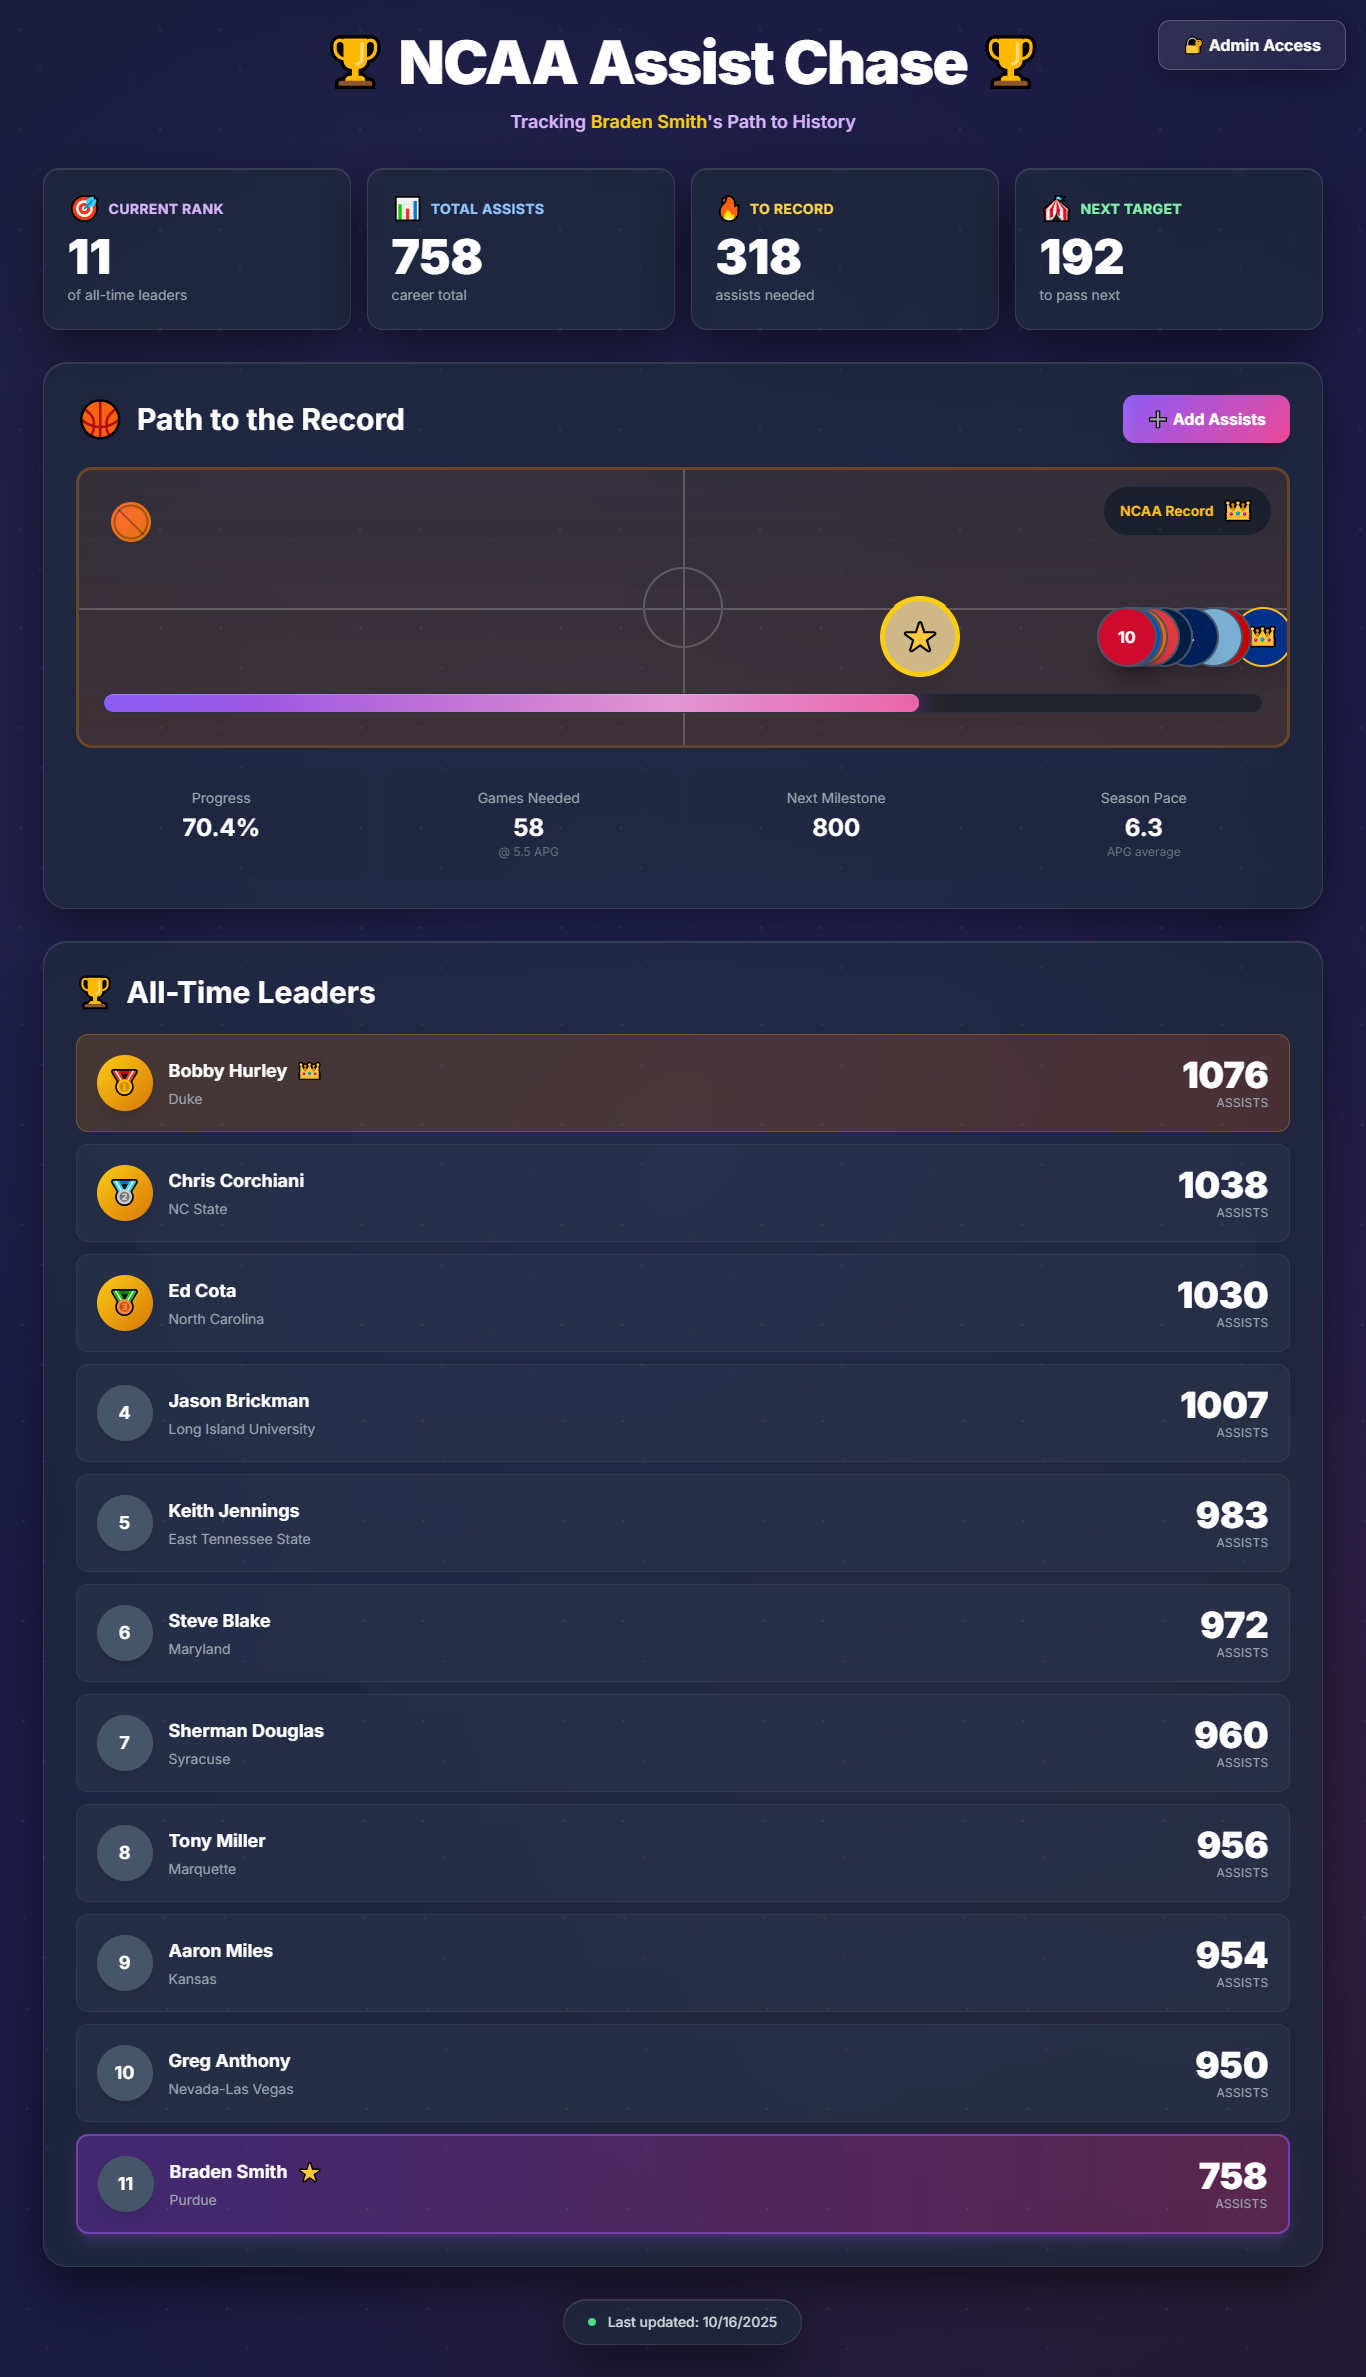 NCAA Assist Chase
Admin Access
Tracking Braden Smith's Path to History
CURRENT RANK
11
of all-time leaders
TOTAL ASSISTS
758
career total
TO RECORD
318
assists needed
NEXT TARGET
192
to pass next
Path to the Record
Add Assists
NCAA Record
10
Progress
70.4%
Games Needed
58
@ 5.5 APG
Next Milestone
800
Season Pace
6.3
APG average
All-Time Leaders
Bobby Hurley
Duke
1076
ASSISTS
Chris Corchiani
NC State
1038
ASSISTS
Ed Cota
North Carolina
1030
ASSISTS
4
Jason Brickman
Long Island University
1007
ASSISTS
5
Keith Jennings
East Tennessee State
983
ASSISTS
6
Steve Blake
Maryland
972
ASSISTS
7
Sherman Douglas
Syracuse
960
ASSISTS
8
Tony Miller
Marquette
956
ASSISTS
9
Aaron Miles
Kansas
954
ASSISTS
10
Greg Anthony
Nevada-Las Vegas
950
ASSISTS
11
Braden Smith
Purdue
758
ASSISTS
Last updated: 10/16/2025